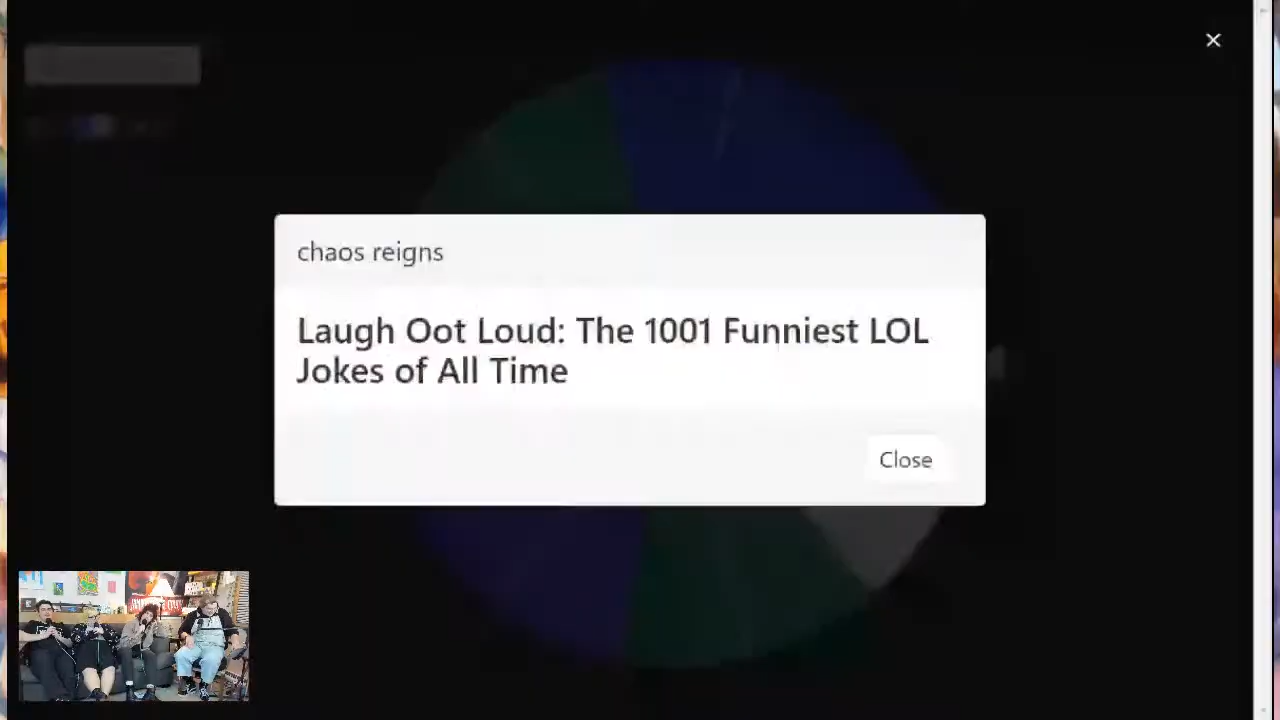 chaos reigns
Laugh Oot Loud: The 1001 Funniest LOL
Jokes of All Time
Close